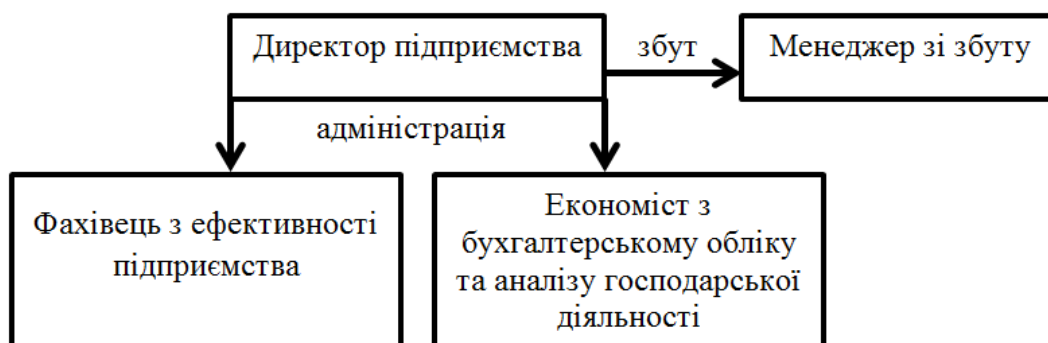 Директор підприємства
збут
Менеджер зі збуту
адміністрація
Фахівець з ефективності
підприємства
Економіст з
бухгалтерському обліку
та аналізу господарської
діяльності